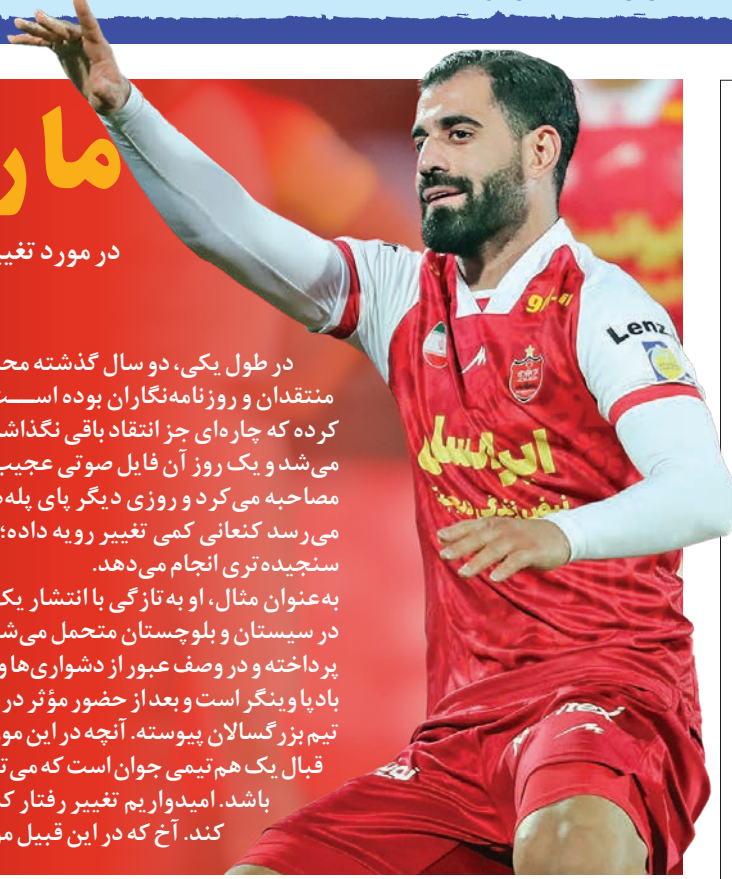 در مورد تغیی
در طول یکی، دو سال گذشته مح
منتقدان و روزنامه‌نگاران بوده اســت
کرده که چاره‌ای جز انتقاد باقی نگذاش
می‌شد و یک روز آن فایل صوتی عجیب
مصاحبه می‌کرد و روزی دیگر پای پله‌
می‌رسد کنعانی کمی تغییر رویه داده؛
سنجیده‌تری انجام می‌دهد.
به‌عنوان مثال، او به‌تازگی با انتشار یک
در سیستان و بلوچستان متحمل می‌ش
پرداخته و در وصف عبور از دشواری‌ها و
بادپا وینگر است و بعد از حضور مؤثر در
تیم بزرگسالان پیوسته. آنچه در این مور
قبال یک هم‌تیمی جوان است که می‌ت
باشد. امیدواریم تغییر رفتار ک
کند. آخ که در این قبیل مو
Lenz
ایرانسل